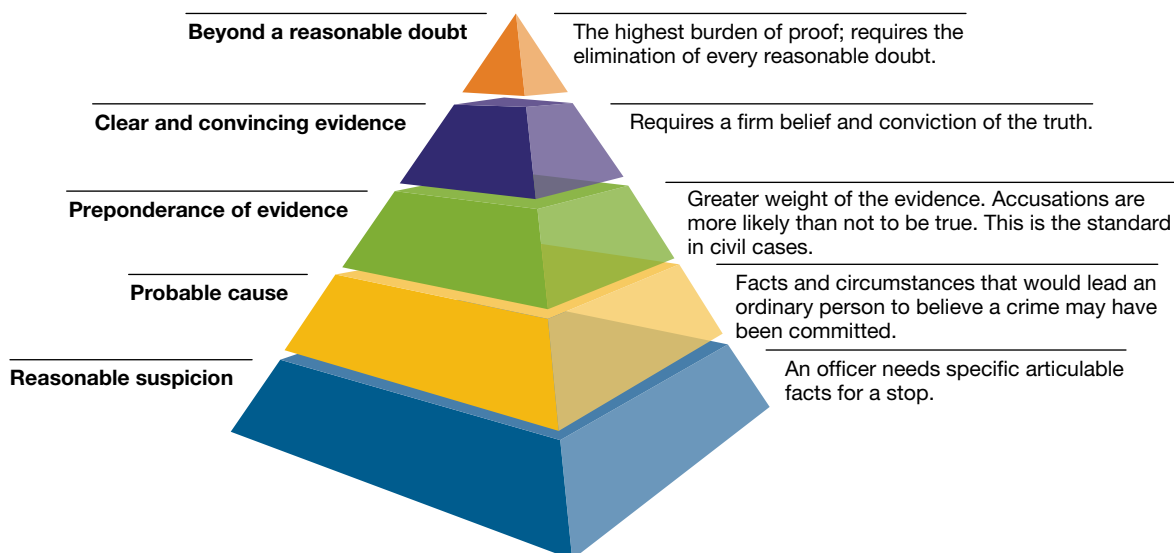 Beyond a reasonable doubt
The highest burden of proof; requires the
elimination of every reasonable doubt.
Clear and convincing evidence
Requires a firm belief and conviction of the truth.
Preponderance of evidence
Greater weight of the evidence. Accusations are
more likely than not to be true. This is the standard
in civil cases.
Probable cause
Facts and circumstances that would lead an
ordinary person to believe a crime may have
been committed.
Reasonable suspicion
An officer needs specific articulable
facts for a stop.